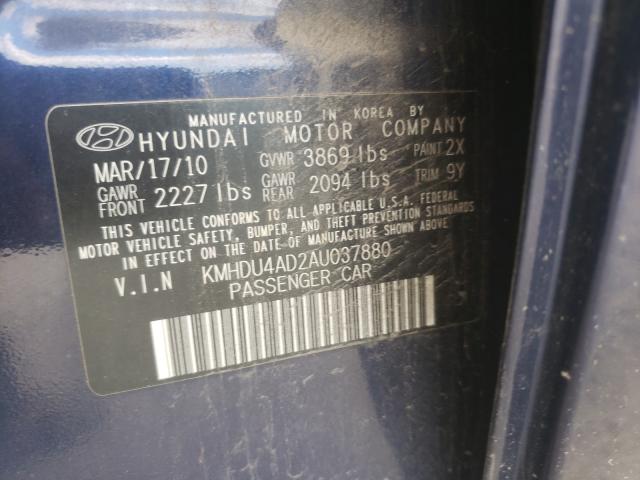 MANUFACTURED IN KOREA BY
HYUNDAI MOTOR COMPANY
MAR/17/10 GVWR 3869 lbs PAINT 2X
GAWR FRONT 2227 lbs GAWR REAR 2094 lbs TRIM 9Y
THIS VEHICLE CONFORMS TO ALL APPLICABLE U.S.A. FEDERAL
MOTOR VEHICLE SAFETY, BUMPER, AND THEFT PREVENTION STANDARDS
IN EFFECT ON THE DATE OF MANUFACTURE SHOWN ABOVE.
V.I.N KMHDU4AD2AU037880
PASSENGER CAR